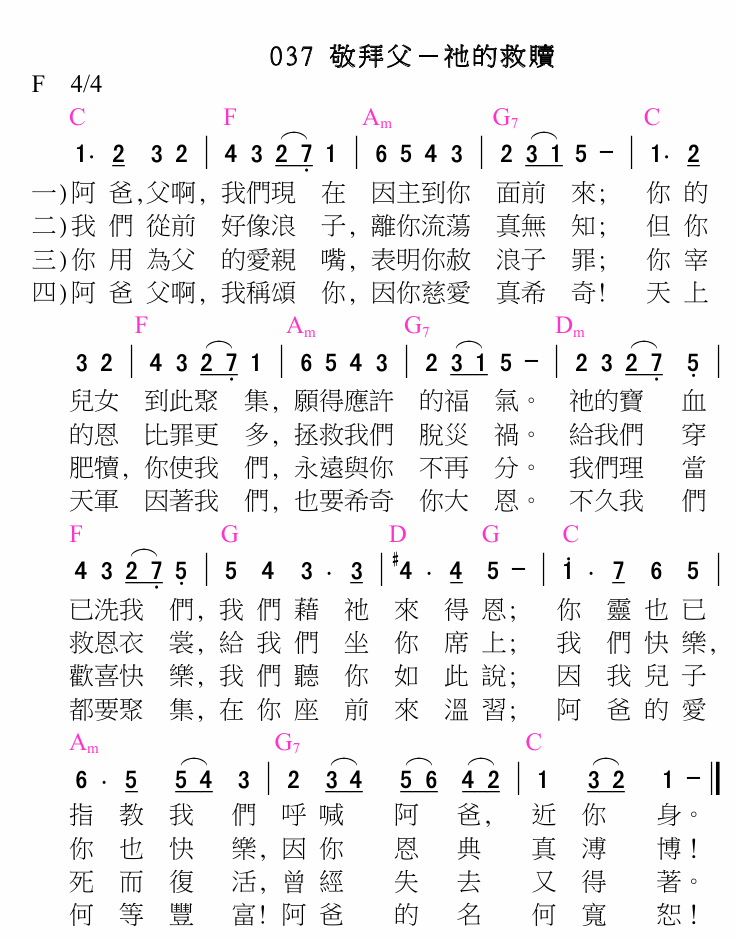 037 敬拜父－祂的救贖
F 4/4
C F Am G7 C
1· 2 3 2 | 4 3 2 7 1 | 6 5 4 3 | 2 3 1 5 － | 1· 2
一)阿 爸,父啊, 我們現 在 因主到你 面前 來; 你 的
二)我 們 從前 好像浪 子, 離你流蕩 真無 知; 但 你
三)你 用 為父 的愛親 嘴, 表明你赦 浪子 罪; 你 宰
四)阿 爸 父啊, 我稱頌 你, 因你慈愛 真希 奇! 天 上
F Am G7 Dm
3 2 | 4 3 2 7 1 | 6 5 4 3 | 2 3 1 5 － | 2 3 2 7 5 |
兒女 到此聚 集, 願得應許 的福 氣。 祂的寶 血
的恩 比罪更 多, 拯救我們 脫災 禍。 給我們 穿
肥犢, 你使我 們, 永遠與你 不再 分。 我們理 當
天軍 因著我 們, 也要希奇 你大 恩。 不久我 們
F G D G C
4 3 2 7 5 | 5 4 3 · 3 | #4 · 4 5 － | 1 · 7 6 5 |
已洗我 們, 我 們 藉 祂 來 得 恩; 你 靈 也 已
救恩衣 裳, 給 我 們 坐 你 席 上; 我 們 快 樂,
歡喜快 樂, 我 們 聽 你 如 此 說; 因 我 兒 子
都要聚 集, 在 你 座 前 來 溫 習; 阿 爸 的 愛
Am G7 C
6 · 5 5 4 3 | 2 3 4 5 6 4 2 | 1 3 2 1 － ||
指 教 我 們 呼 喊 阿 爸, 近 你 身。
你 也 快 樂, 因 你 恩 典 真 溥 博!
死 而 復 活, 曾 經 失 去 又 得 著。
何 等 豐 富! 阿 爸 的 名 何 寬 恕!